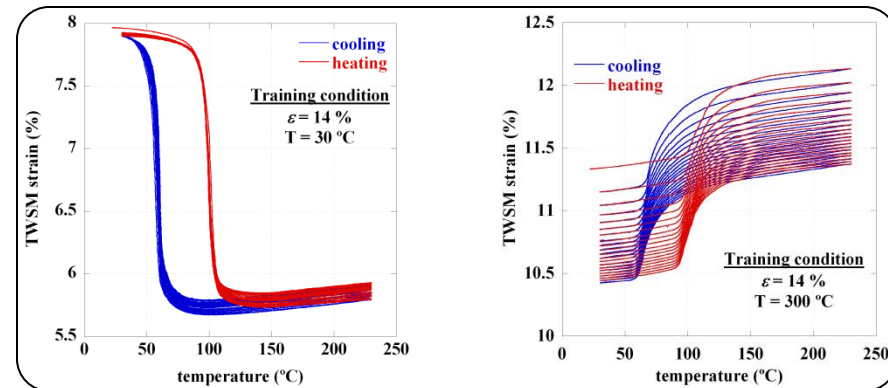 8
7.5
7
6.5
6
5.5
0
50
100
150
200
250
TWSM strain (%)
temperature (ºC)
cooling
heating
Training condition
ε = 14 %
T = 30 ºC
12.5
12
11.5
11
10.5
10
0
50
100
150
200
250
TWSM strain (%)
temperature (ºC)
cooling
heating
Training condition
ε = 14 %
T = 300 ºC